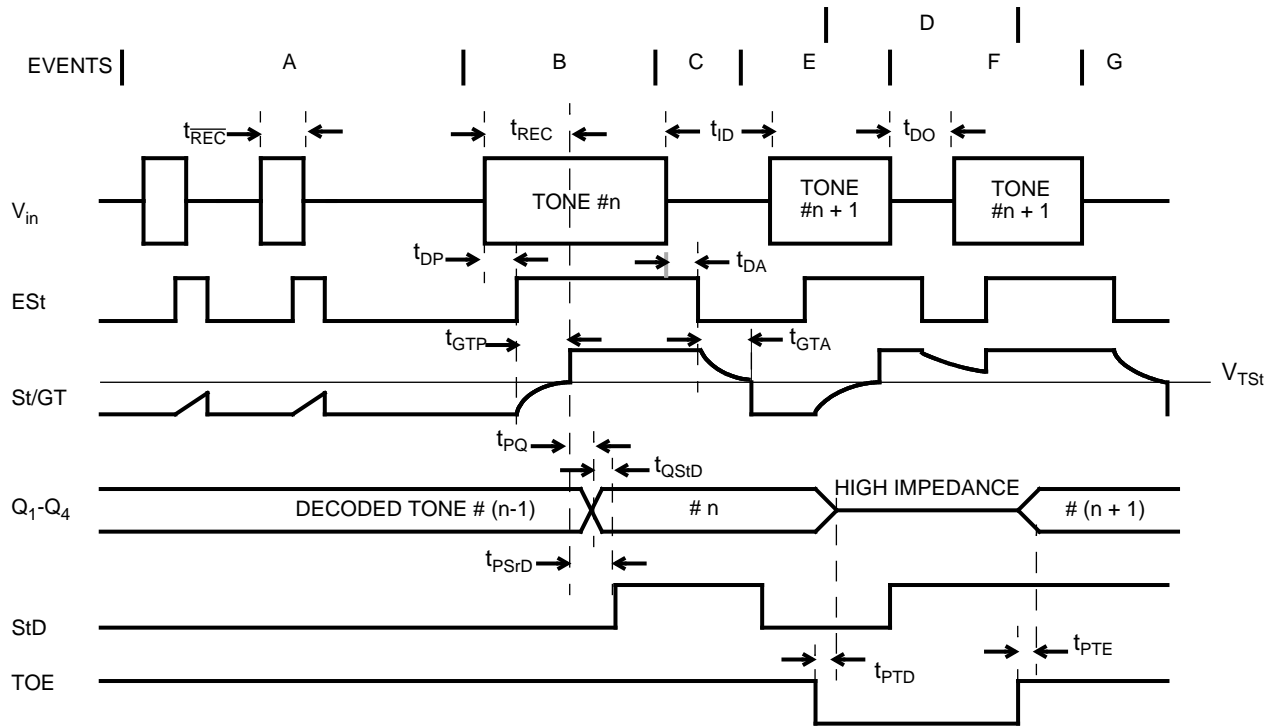 D
EVENTS A B C E F G
tREC tREC tID tDO
Vin TONE #n TONE #n + 1 TONE #n + 1
tDP tDA
ESt
tGTP tGTA
VTSt
St/GT
tPQ
tQStD
HIGH IMPEDANCE
Q1-Q4 DECODED TONE # (n-1) # n # (n + 1)
tPSrD
StD
tPTD tPTE
TOE